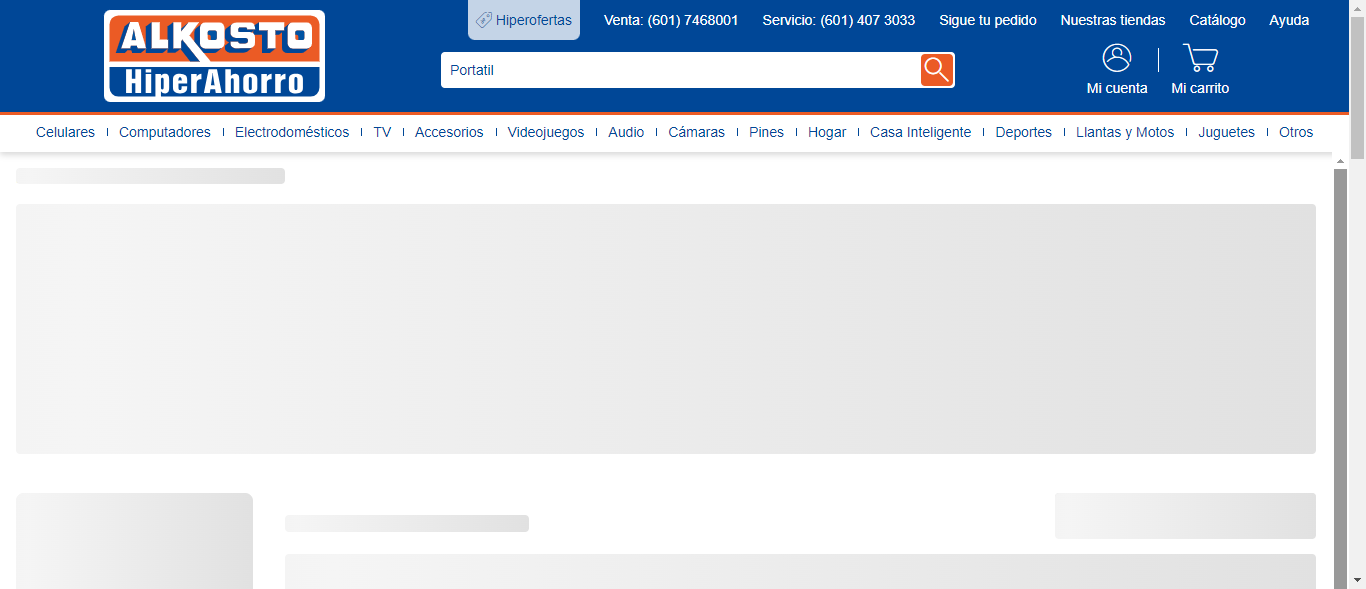 Hiperofertas Venta: (601) 7468001 Servicio: (601) 407 3033 Sigue tu pedido Nuestras tiendas Catálogo Ayuda
ALKOSTO
HiperAhorro
Portatil
Mi cuenta Mi carrito
Celulares Computadores Electrodomésticos TV Accesorios Videojuegos Audio Cámaras Pines Hogar Casa Inteligente Deportes Llantas y Motos Juguetes Otros